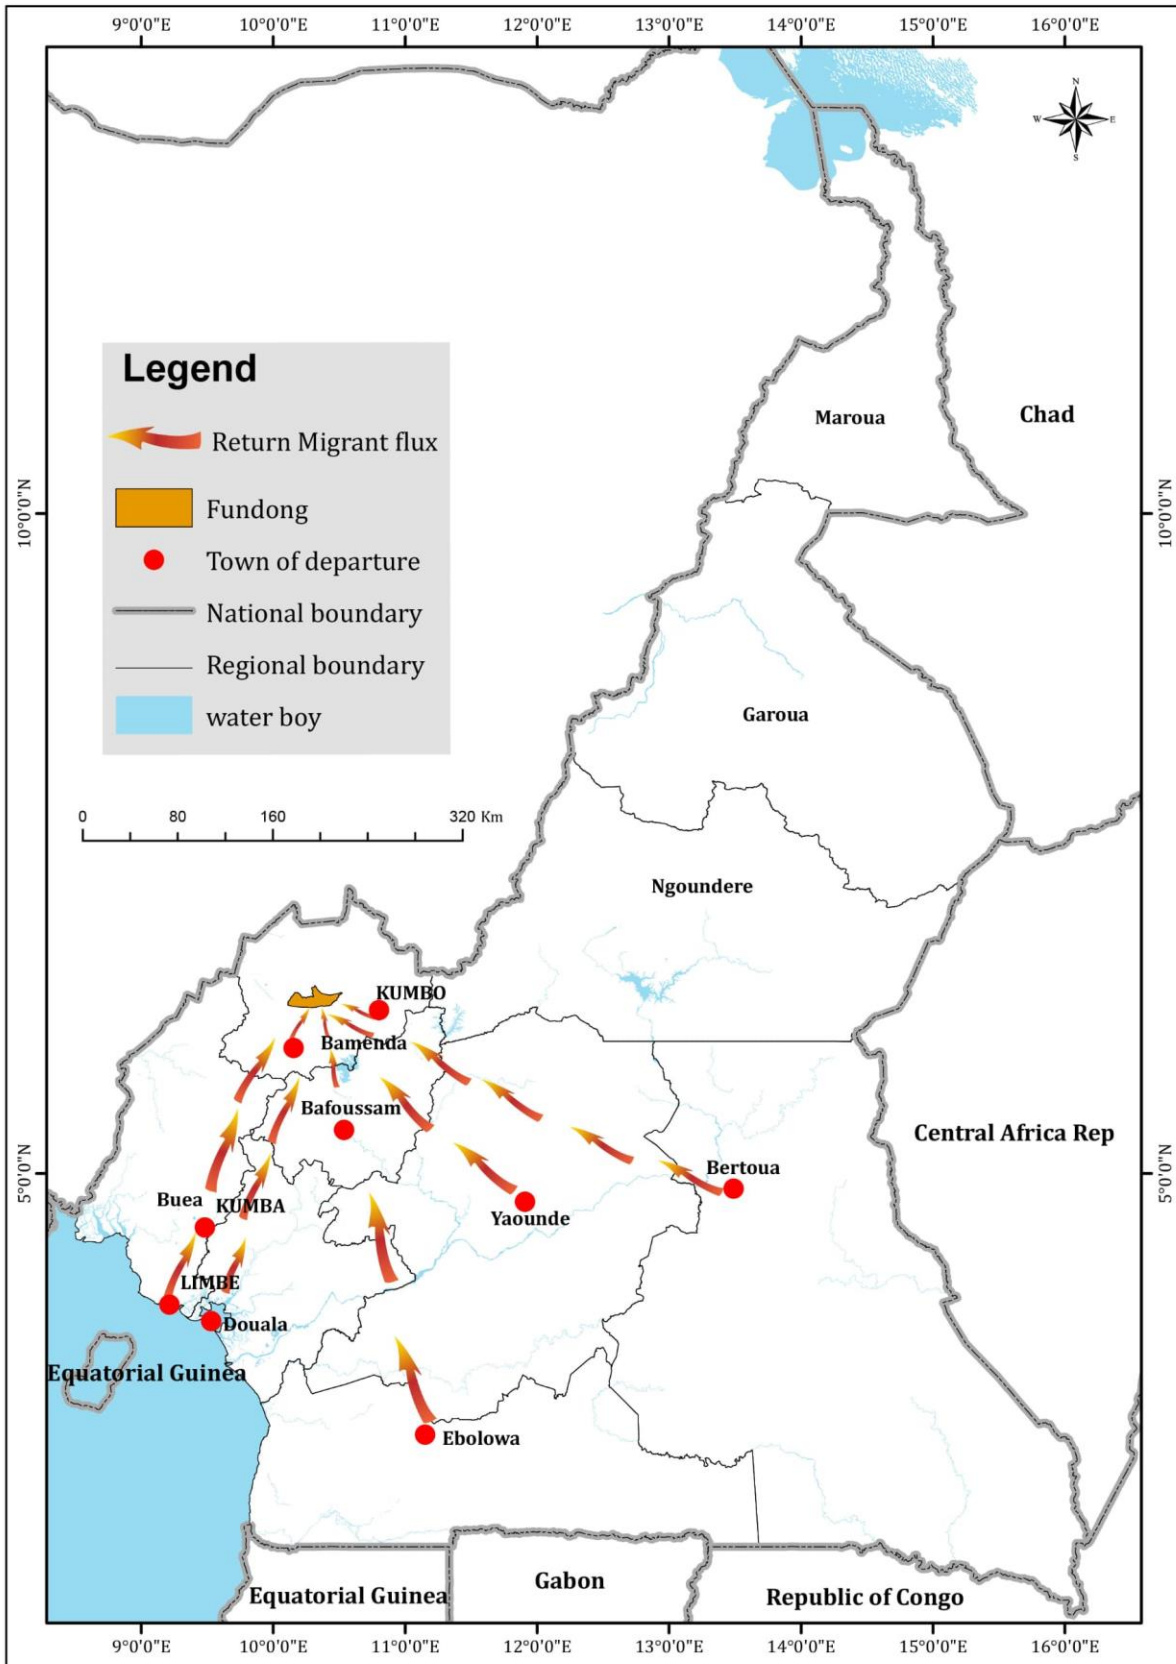 9°0'0"E 10°0'0"E 11°0'0"E 12°0'0"E 13°0'0"E 14°0'0"E 15°0'0"E 16°0'0"E
N
W E
S
Legend
Return Migrant flux
Fundong
Town of departure
National boundary
Regional boundary
water boy
0 80 160 320 Km
Maroua
Chad
10°0'0"N 10°0'0"N
Garoua
Ngoundere
KUMBO
Bamenda
Bafoussam
Central Africa Rep
Bertoua
5°0'0"N 5°0'0"N
Buea
KUMBA
Yaounde
LIMBE
Douala
Equatorial Guinea
Ebolowa
Equatorial Guinea
Gabon
Republic of Congo
9°0'0"E 10°0'0"E 11°0'0"E 12°0'0"E 13°0'0"E 14°0'0"E 15°0'0"E 16°0'0"E